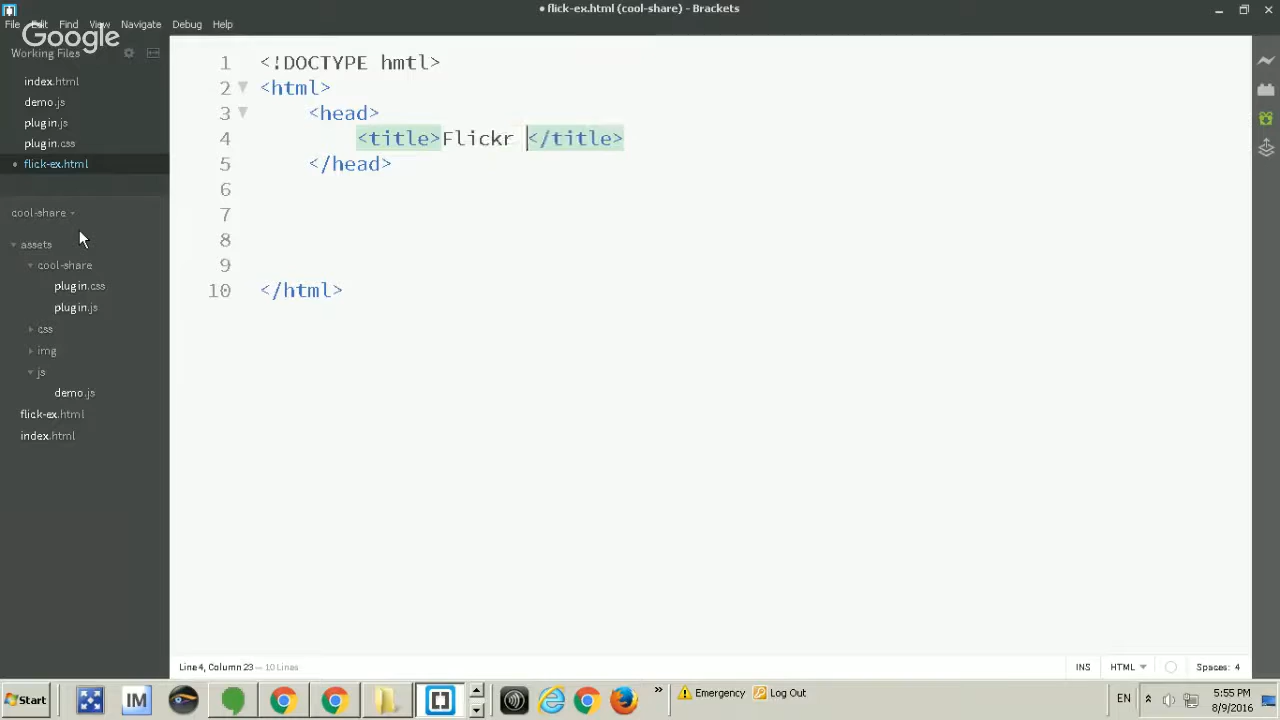 flick-ex.html (cool-share) - Brackets
File Edit Find View Navigate Debug Help
Google
Working Files
index.html
demo.js
plugin.js
plugin.css
flick-ex.html
cool-share
assets
cool-share
plugin.css
plugin.js
css
img
js
demo.js
flick-ex.html
index.html
1 <!DOCTYPE hmtl>
2 <html>
3 <head>
4 <title>Flickr </title>
5 </head>
6
7
8
9
10 </html>
Line 4, Column 23 — 10 Lines
INS HTML Spaces: 4
Start IM Emergency Log Out EN 5:55 PM
8/9/2016